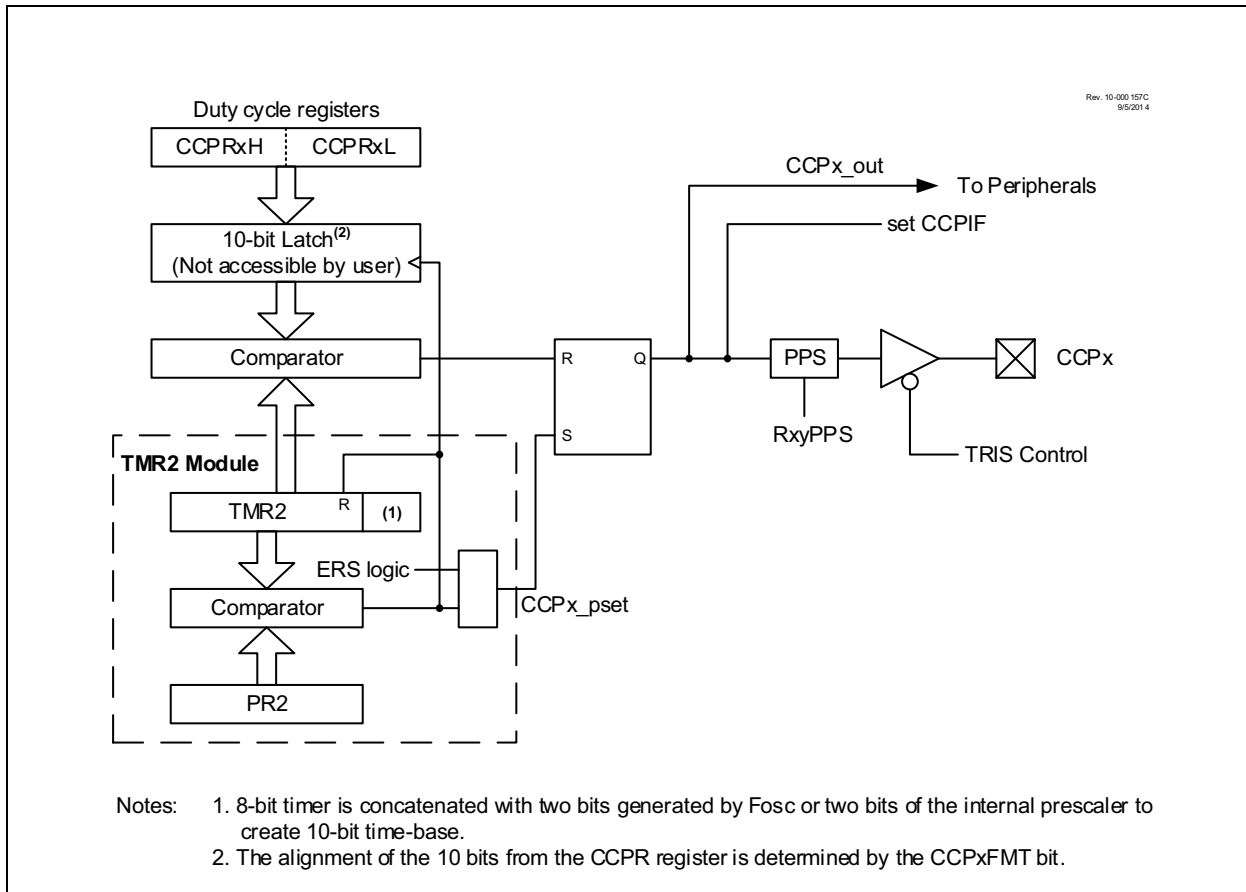 Rev. 10-000 157C
9/5/201 4
Duty cycle registers
CCPRxH CCPRxL
CCPx_out
To Peripherals
set CCPIF
10-bit Latch(2)
(Not accessible by user)
Comparator
R Q
S
PPS
CCPx
RxyPPS
TRIS Control
TMR2 Module
TMR2 R (1)
ERS logic
Comparator
CCPx_pset
PR2
Notes: 1. 8-bit timer is concatenated with two bits generated by Fosc or two bits of the internal prescaler to
create 10-bit time-base.
2. The alignment of the 10 bits from the CCPR register is determined by the CCPxFMT bit.